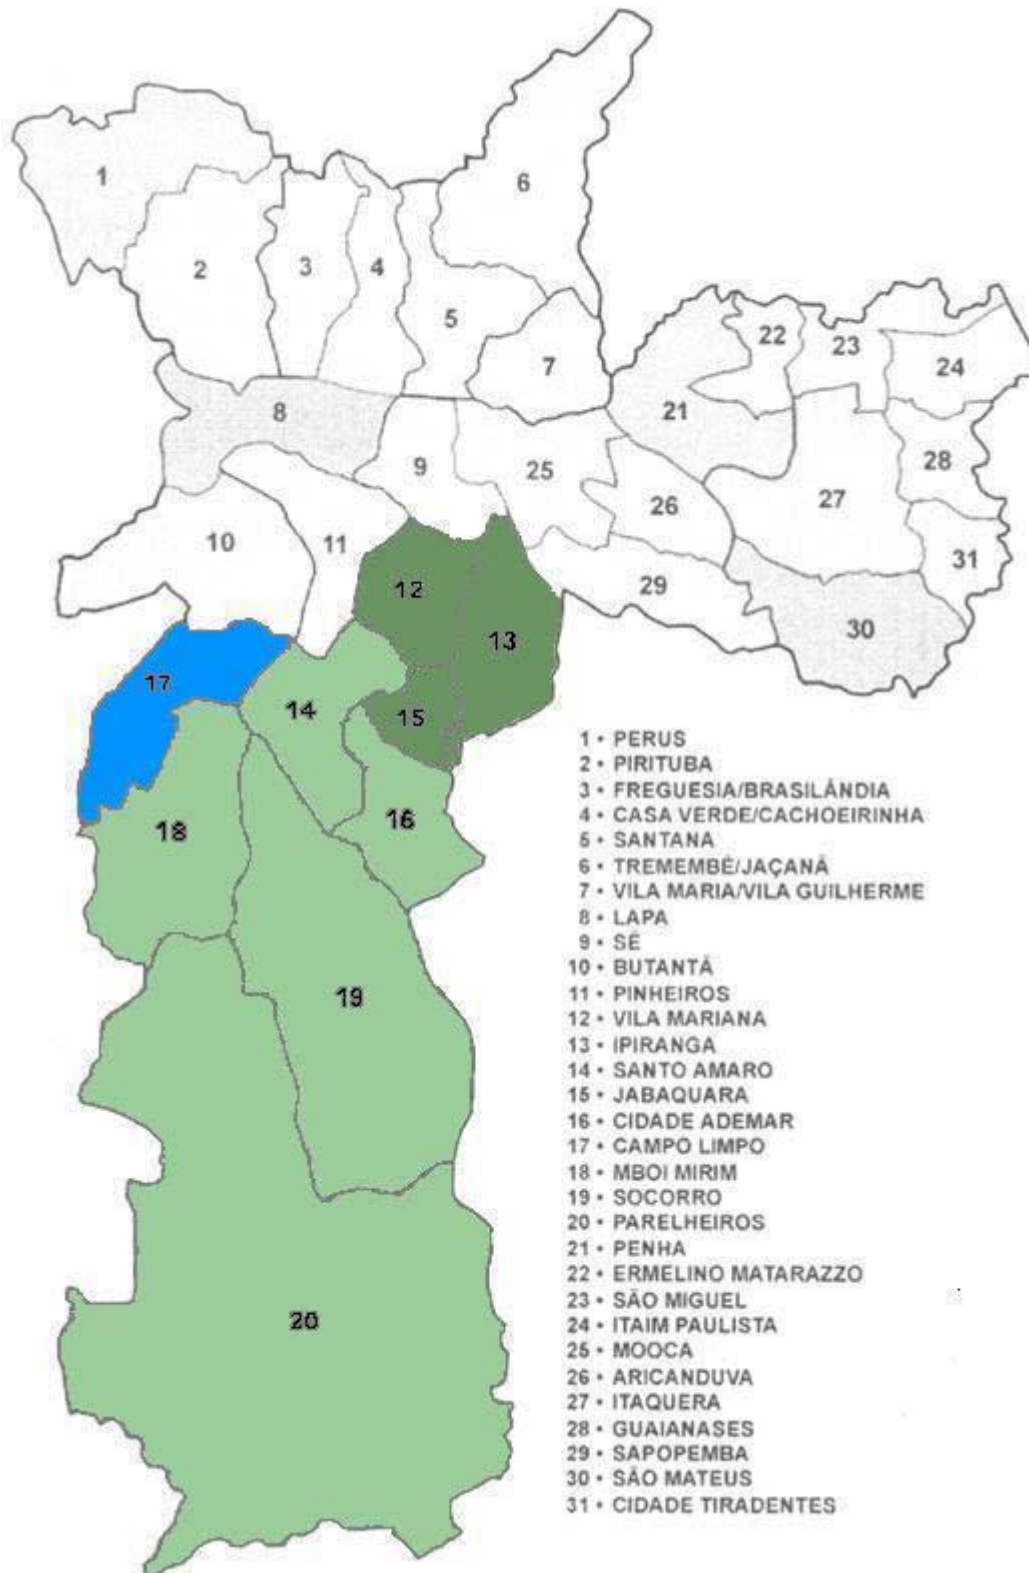 1
6
2
3
4
5
22
23
7
24
21
8
9
25
28
27
26
10
11
31
29
12
30
13
17
14
15
18
16
19
20
1 • PERUS
2 • PIRITUBA
3 • FREGUESIA/BRASILÂNDIA
4 • CASA VERDE/CACHOEIRINHA
5 • SANTANA
6 • TREMEMBÉ/JAÇANÃ
7 • VILA MARIA/VILA GUILHERME
8 • LAPA
9 • SÉ
10 • BUTANTÃ
11 • PINHEIROS
12 • VILA MARIANA
13 • IPIRANGA
14 • SANTO AMARO
15 • JABAQUARA
16 • CIDADE ADEMAR
17 • CAMPO LIMPO
18 • MBOI MIRIM
19 • SOCORRO
20 • PARELHEIROS
21 • PENHA
22 • ERMELINO MATARAZZO
23 • SÃO MIGUEL
24 • ITAIM PAULISTA
25 • MOOCA
26 • ARICANDUVA
27 • ITAQUERA
28 • GUAIANASES
29 • SAPOPEMBA
30 • SÃO MATEUS
31 • CIDADE TIRADENTES